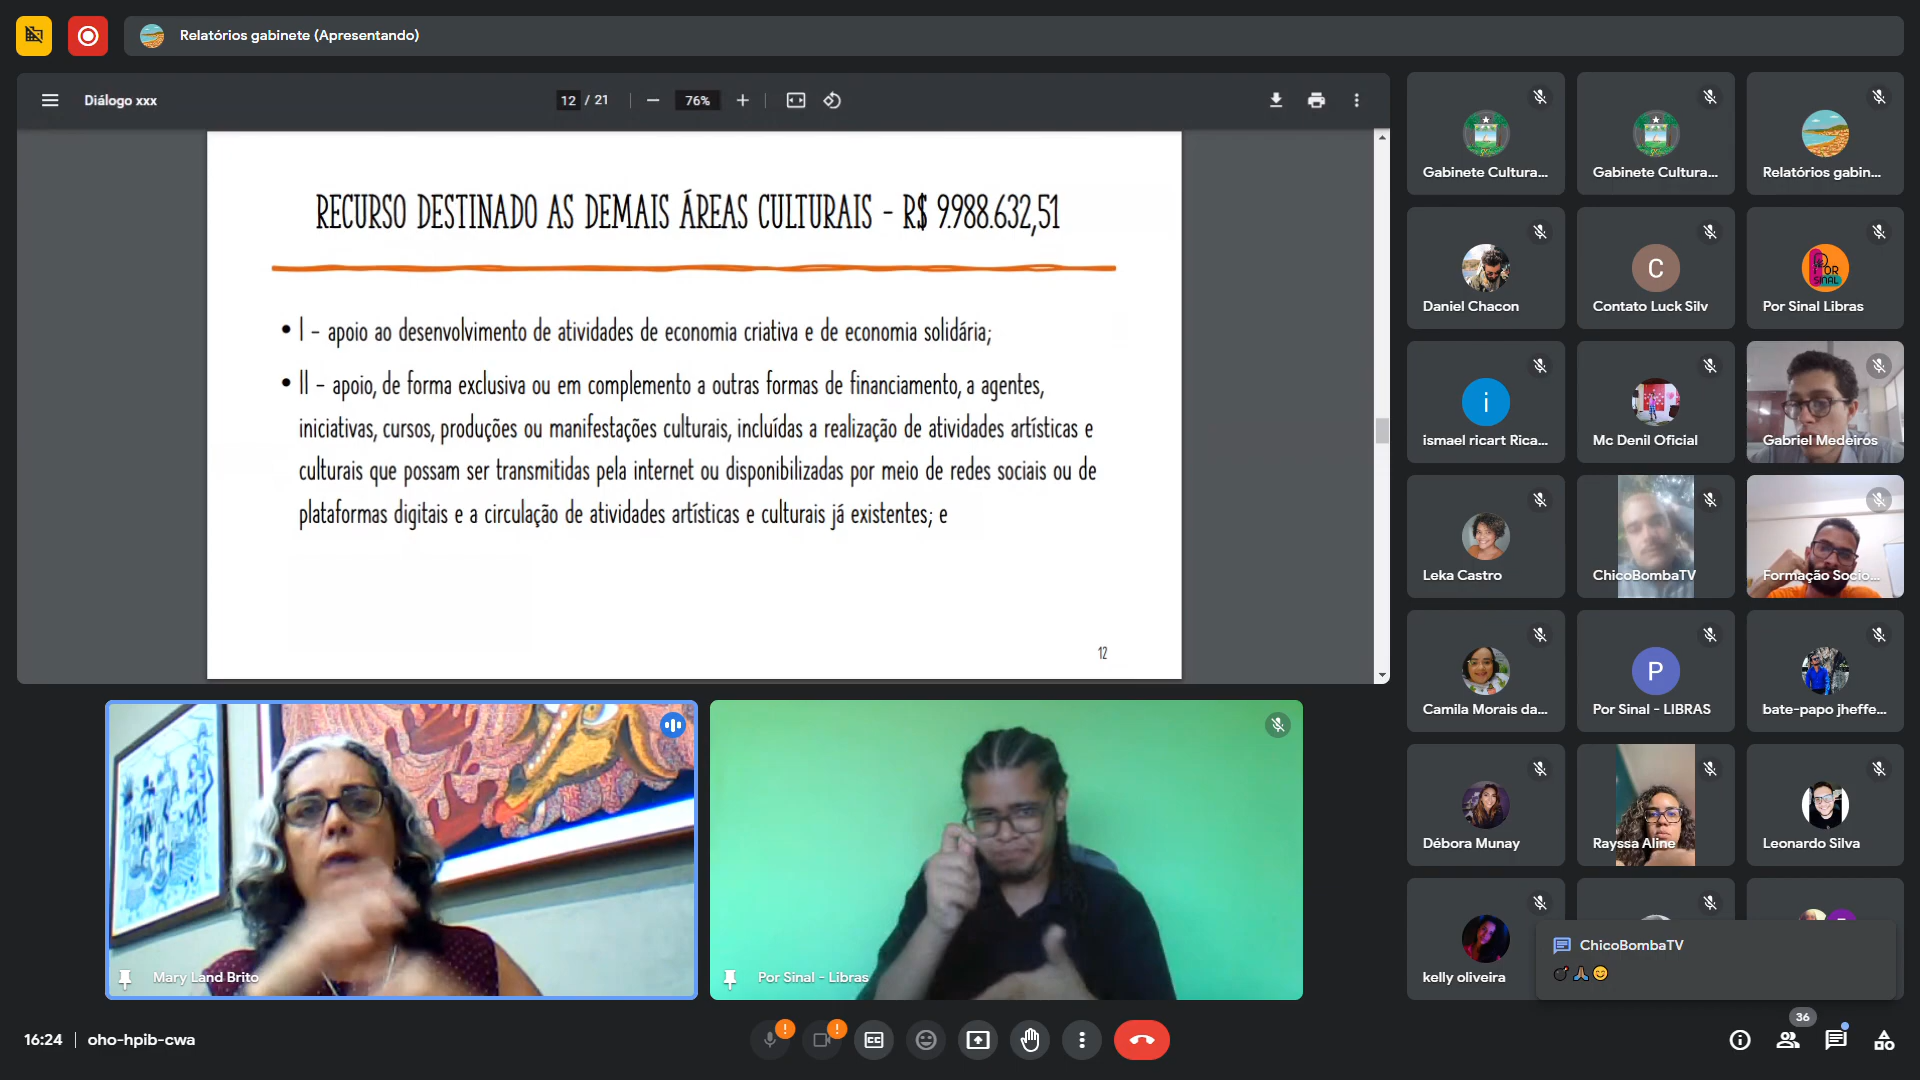 Relatórios gabinete (Apresentando)
Diálogo xxx
12 / 21
76%
RECURSO DESTINADO AS DEMAIS ÁREAS CULTURAIS – R$ 9.988.632,51
• I – apoio ao desenvolvimento de atividades de economia criativa e de economia solidária;
• II – apoio, de forma exclusiva ou em complemento a outras formas de financiamento, a agentes,
iniciativas, cursos, produções ou manifestações culturais, incluídas a realização de atividades artísticas e
culturais que possam ser transmitidas pela internet ou disponibilizadas por meio de redes sociais ou de
plataformas digitais e a circulação de atividades artísticas e culturais já existentes; e
12
Mary Land Brito
Por Sinal - Libras
Gabinete Cultura...
Gabinete Cultura...
Relatórios gabin...
Daniel Chacon
C
Contato Luck Silv
POR
SINAL
Por Sinal Libras
i
ismael ricart Rica...
Mc Denil Oficial
Gabriel Medeiros
Leka Castro
ChicoBombaTV
Formação Socio...
Camila Morais da...
P
Por Sinal - LIBRAS
bate-papo jheffe...
Débora Munay
Rayssa Aline
Leonardo Silva
kelly oliveira
ChicoBombaTV
💣🙏😊
16:24 | oho-hpib-cwa
CC
36